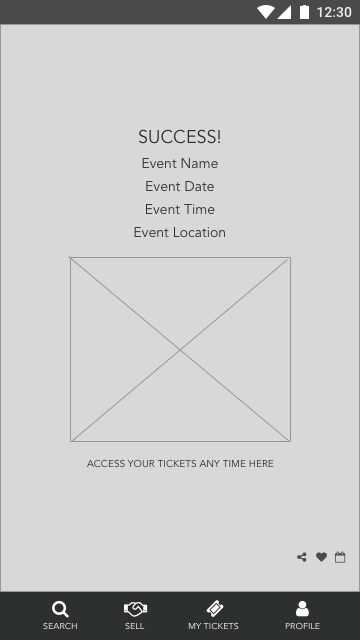 12:30
SUCCESS!
Event Name
Event Date
Event Time
Event Location
ACCESS YOUR TICKETS ANY TIME HERE
SEARCH
SELL
MY TICKETS
PROFILE